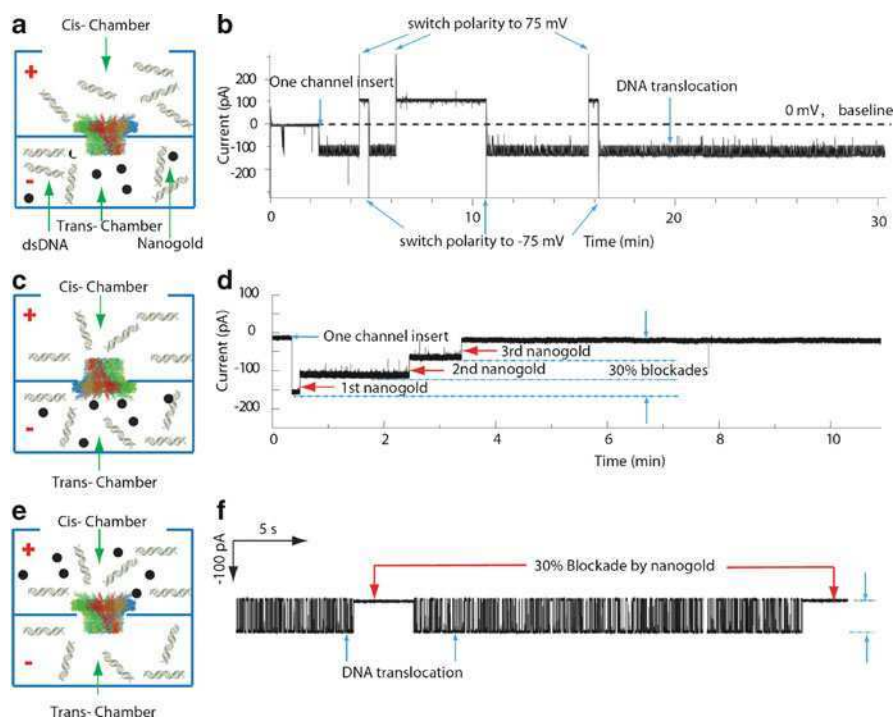 a
Cis- Chamber
+
-
Trans- Chamber
dsDNA
Nanogold
b
switch polarity to 75 mV
One channel insert
DNA translocation
0 mV, baseline
Current (pA)
200
100
0
-100
-200
0
10
20
30
switch polarity to -75 mV
Time (min)
c
Cis- Chamber
+
-
Trans- Chamber
d
Current (pA)
100
0
-100
-200
One channel insert
3rd nanogold
2nd nanogold
30% blockades
1st nanogold
0
2
4
6
8
10
Time (min)
e
Cis- Chamber
+
-
Trans- Chamber
f
-100 pA
5 s
30% Blockade by nanogold
DNA translocation